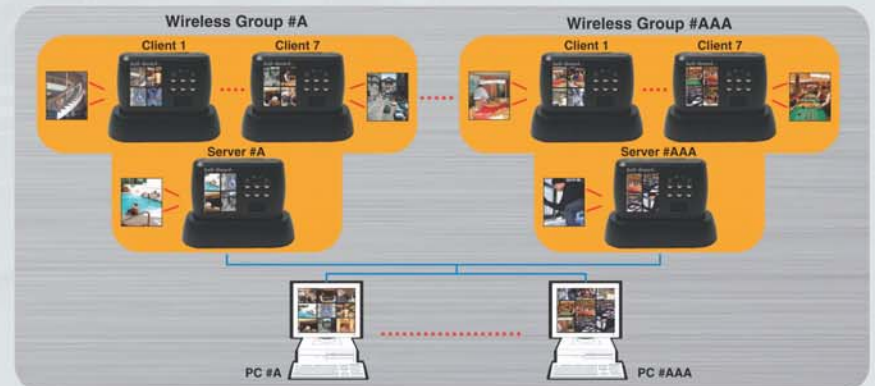 Wireless Group #A
Wireless Group #AAA
Client 1
Client 7
Client 1
Client 7
Server #A
Server #AAA
PC #A
PC #AAA